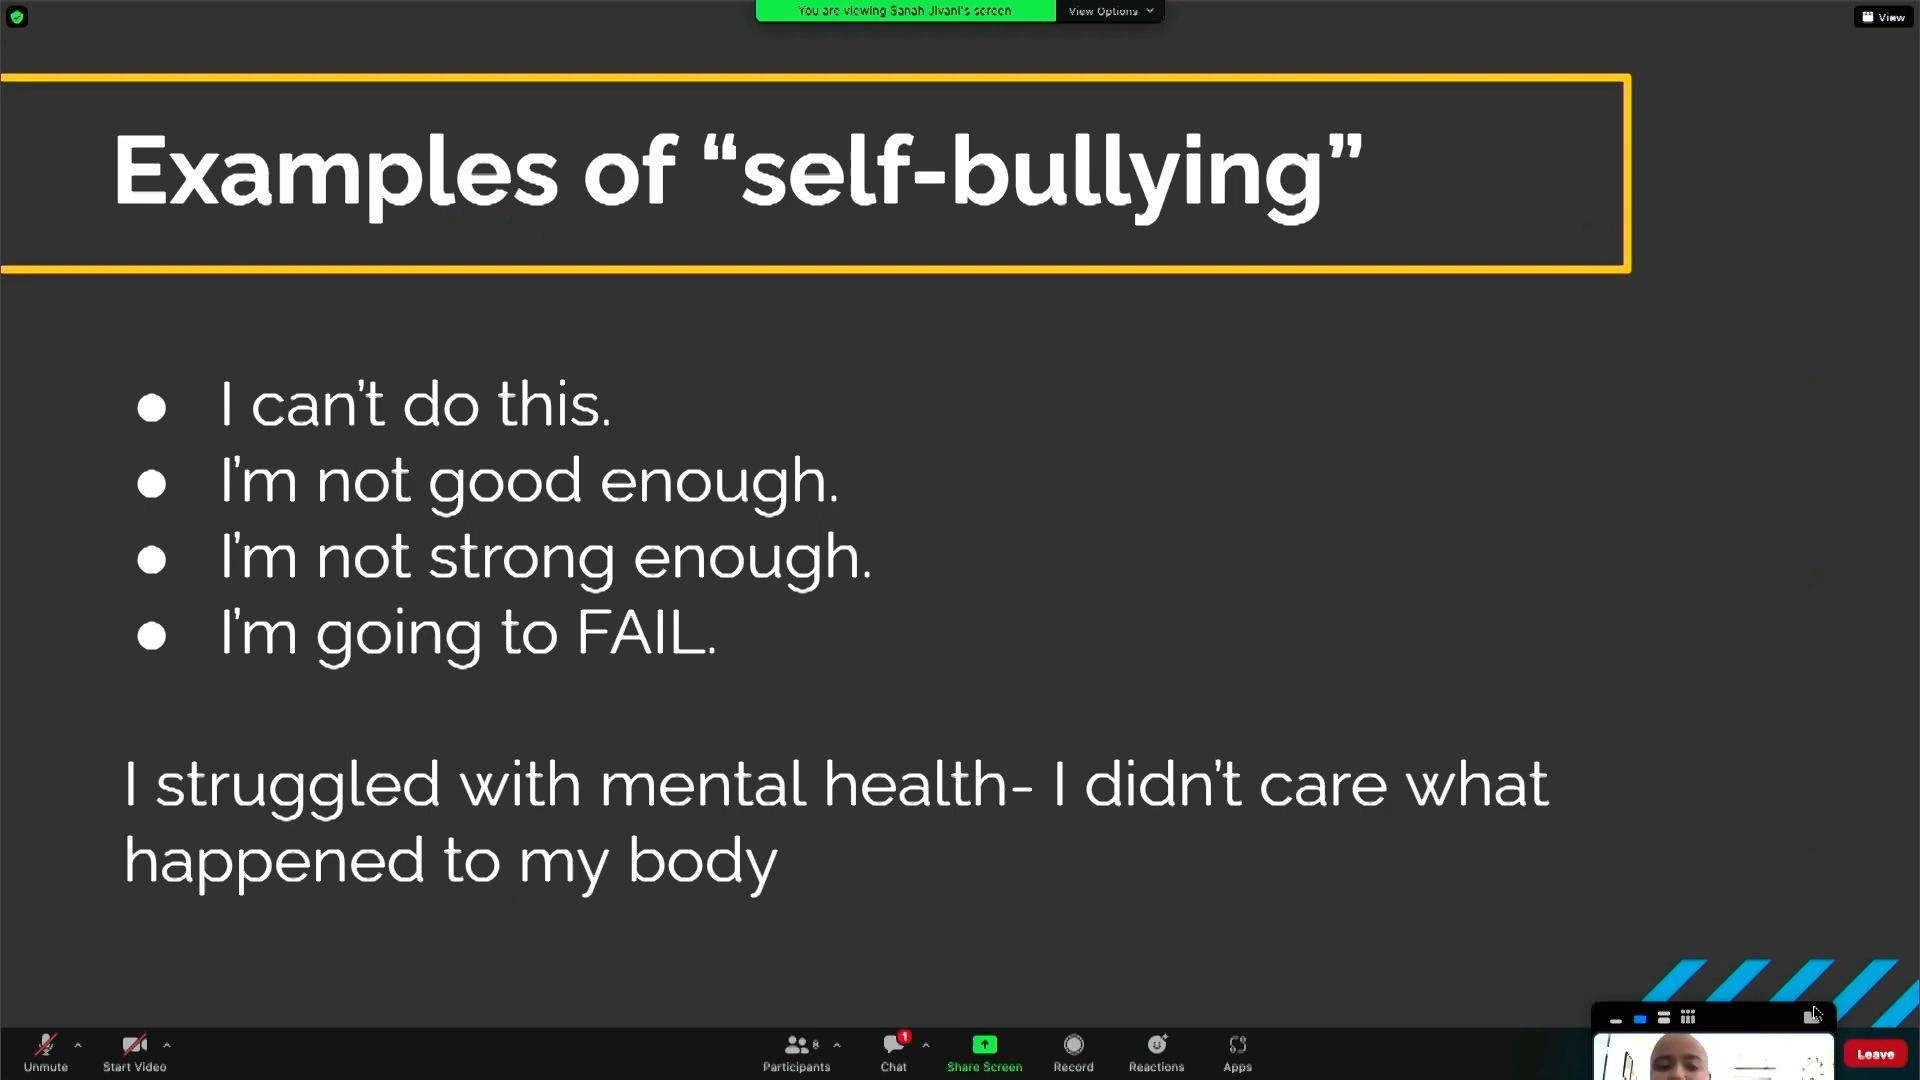 You are viewing Sanah Jivani's screen
View Options
View
Examples of “self-bullying”
● I can’t do this.
● I’m not good enough.
● I’m not strong enough.
● I’m going to FAIL.
I struggled with mental health- I didn’t care what
happened to my body
Unmute
Start Video
Participants
8
Chat
1
Share Screen
Record
Reactions
Apps
Leave